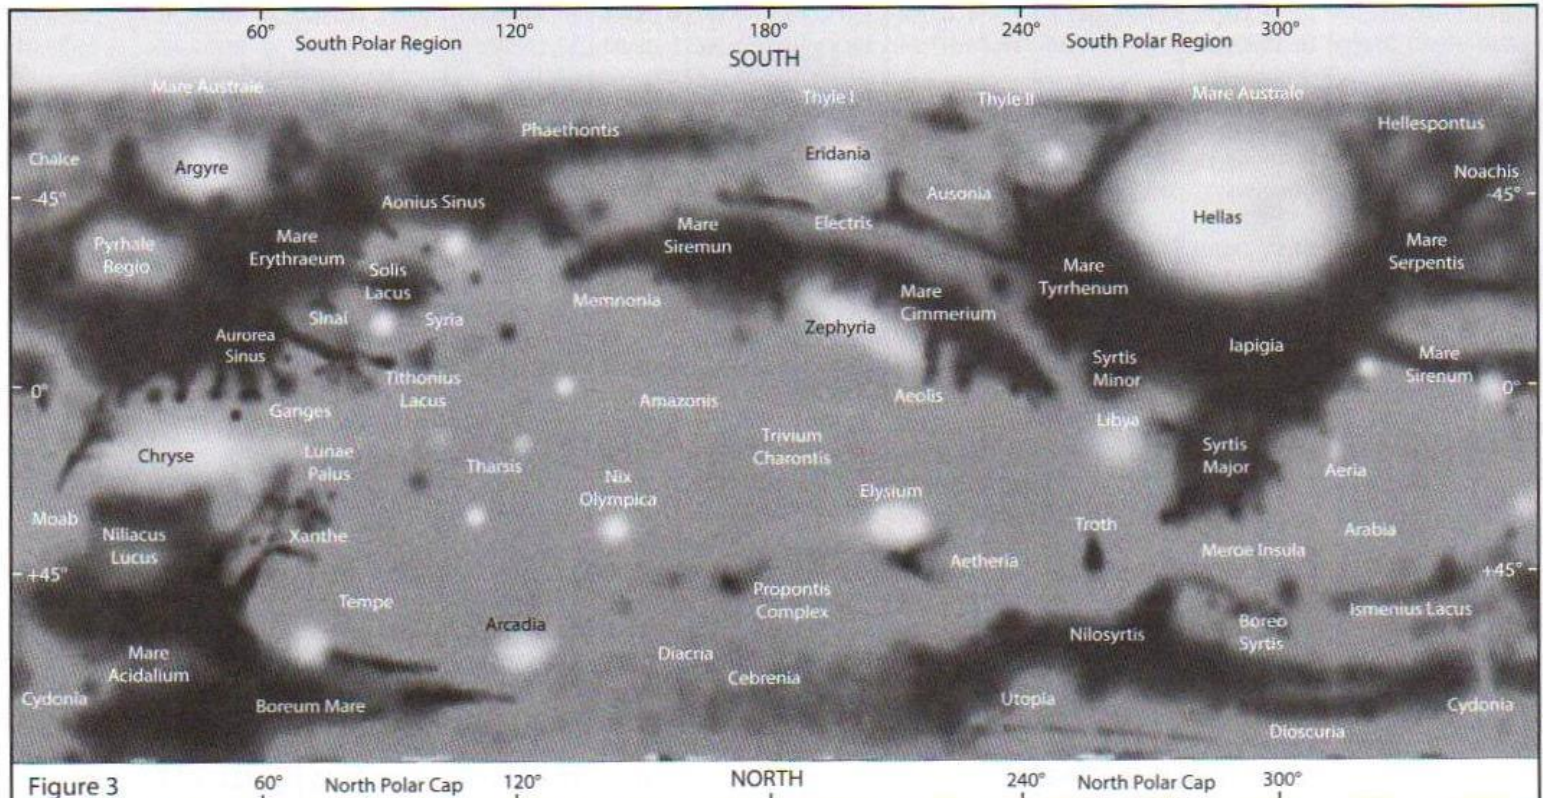 60° 120° 180° 240° 300°
South Polar Region South Polar Region
SOUTH
Mare Australe Thyle I Thyle II Mare Australe
Phaethontis Hellespontus
Chalce Argyre Eridania Noachis
-45° Aonius Sinus Ausonia -45°
Hellas
Pyrhale
Regio
Mare
Erythraeum
Mare
Siremun
Electris
Mare
Serpentis
Solis
Lacus
Mare
Tyrrhenum
Memnonia
Mare
Cimmerium
Sinai Syria
Zephyria
Aurorea
Sinus
Iapigia
Syrtis
Minor
Mare
Sirenum
Tithonius
Lacus
0° Aeolis 0°
Ganges Amazonis
Libya
Chryse
Lunae
Palus
Tharsis
Trivium
Charontis
Syrtis
Major
Aeria
Nix
Olympica
Elysium
Moab
Niliacus
Lucus
Xanthe
Troth
Arabia
Meroe Insula
Aetheria
+45° +45°
Tempe
Propontis
Complex
Ismenius Lacus
Arcadia
Nilosyrtis
Boreo
Syrtis
Mare
Acidalium
Diacria
Cebrenia
Cydonia Boreum Mare Utopia Cydonia
Dioscuria
Figure 3
60° North Polar Cap 120° NORTH 240° North Polar Cap 300°